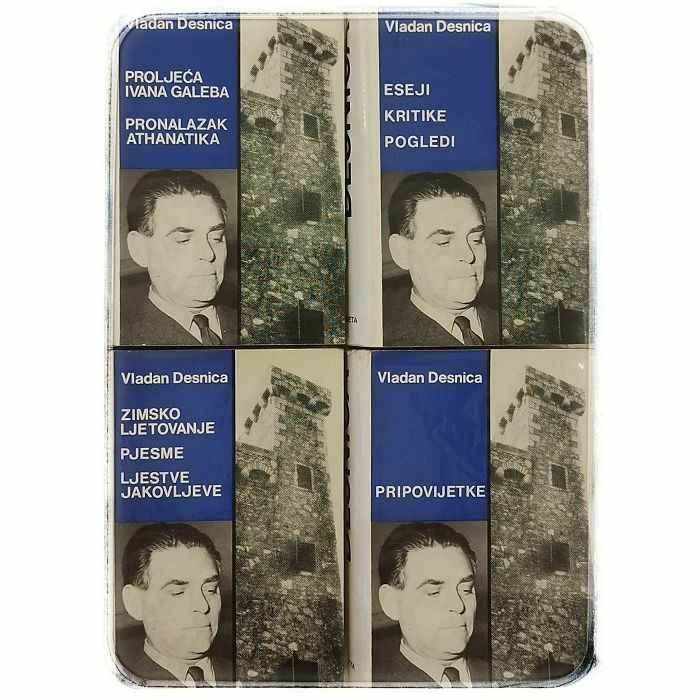 Vladan Desnica
PROLJEĆA
IVANA GALEBA
PRONALAZAK
ATHANATIKA
Vladan Desnica
ESEJI
KRITIKE
POGLEDI
Vladan Desnica
ZIMSKO
LJETOVANJE
PJESME
LJESTVE
JAKOVLJEVE
Vladan Desnica
PRIPOVIJETKE